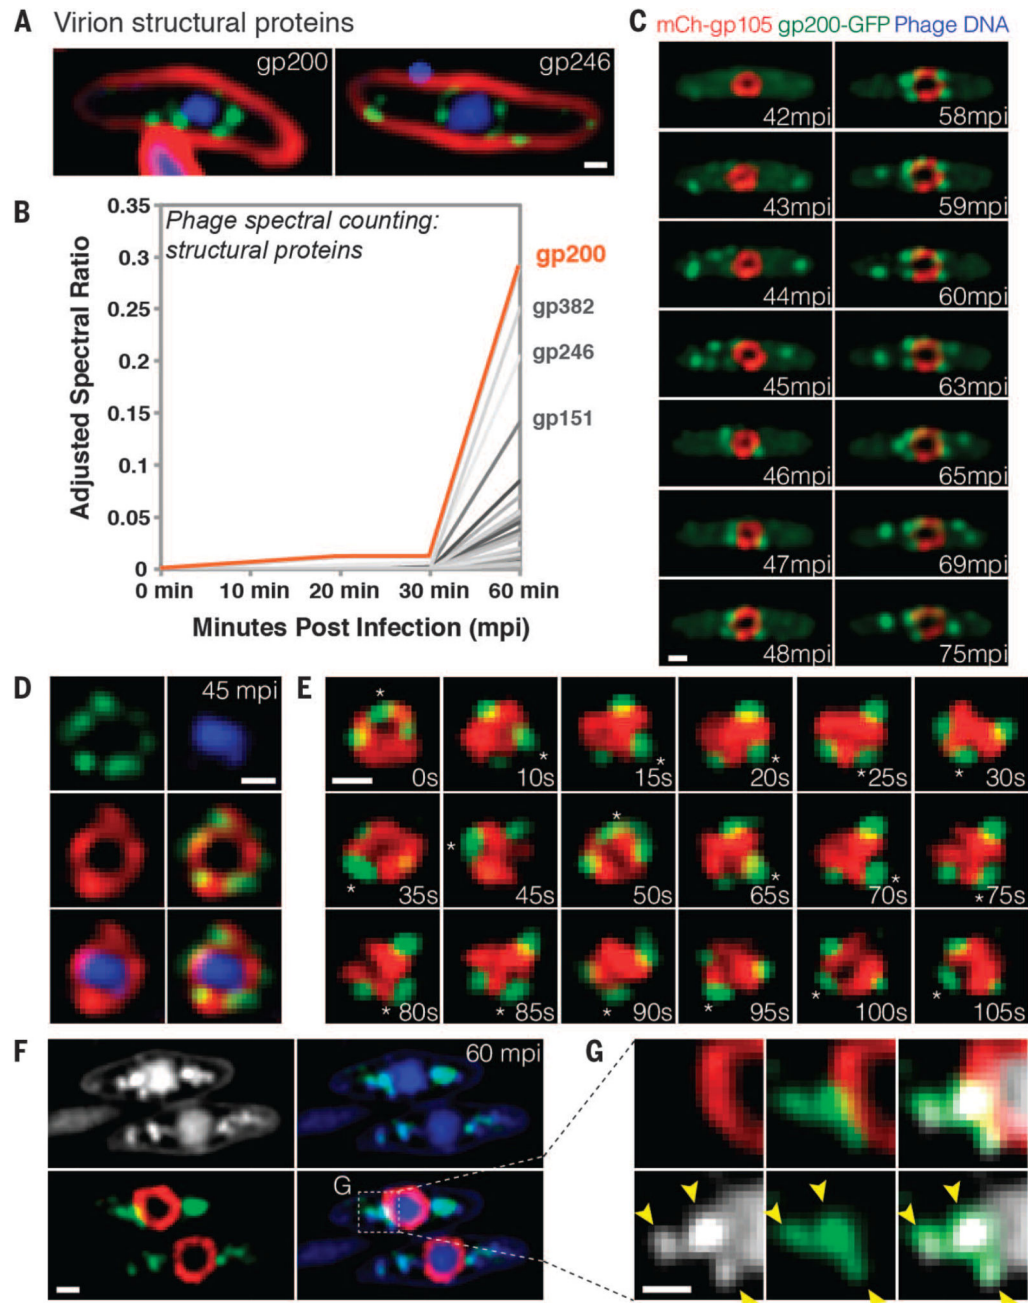 A Virion structural proteins
gp200
gp246
B
Phage spectral counting:
structural proteins
Adjusted Spectral Ratio
0.35
0.3
0.25
0.2
0.15
0.1
0.05
0
gp200
gp382
gp246
gp151
0 min 10 min 20 min 30 min 60 min
Minutes Post Infection (mpi)
C mCh-gp105 gp200-GFP Phage DNA
42mpi 58mpi
43mpi 59mpi
44mpi 60mpi
45mpi 63mpi
46mpi 65mpi
47mpi 69mpi
48mpi 75mpi
D 45 mpi
E
* * * * * *
0s 10s 15s 20s 25s 30s
* * * * * *
35s 45s 50s 65s 70s 75s
* * * * * *
80s 85s 90s 95s 100s 105s
F 60 mpi
G
G